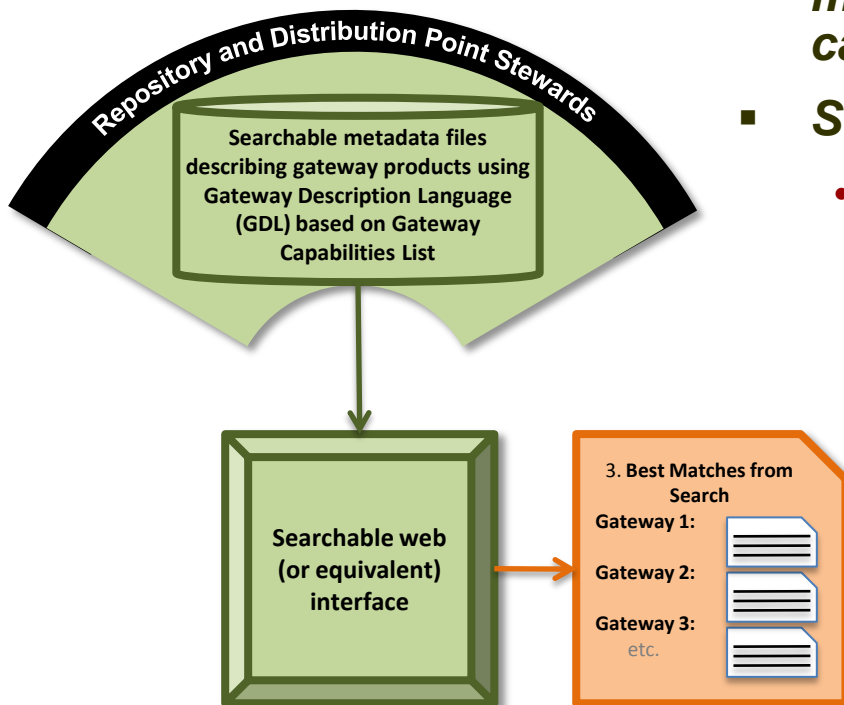 Repository and Distribution Point Stewards
Searchable metadata files
describing gateway products using
Gateway Description Language
(GDL) based on Gateway
Capabilities List
Searchable web
(or equivalent)
interface
3. Best Matches from
Search
Gateway 1:
Gateway 2:
Gateway 3:
etc.